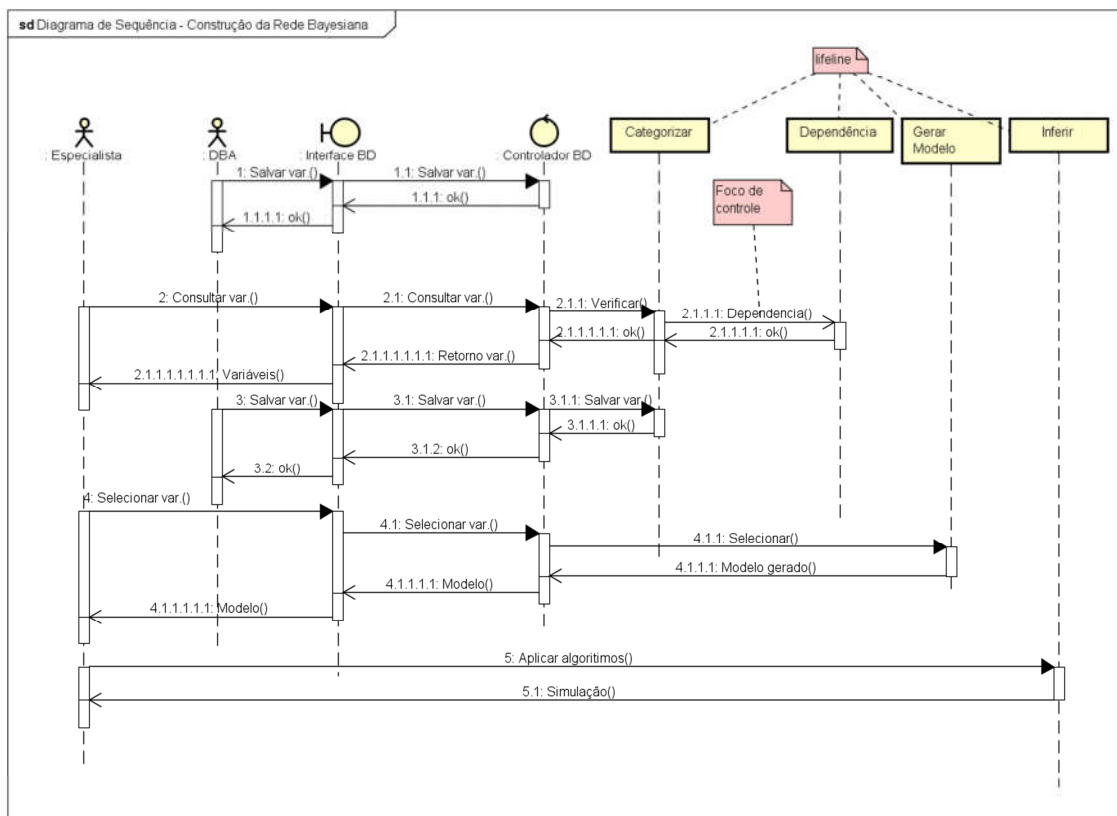 sd Diagrama de Sequência - Construção da Rede Bayesiana
lifeline
: Especialista
: DBA
: Interface BD
: Controlador BD
Categorizar
Dependência
Gerar
Modelo
Inferir
1: Salvar var.()
1.1: Salvar var.()
1.1.1: ok()
1.1.1.1: ok()
Foco de
controle
2: Consultar var.()
2.1: Consultar var.()
2.1.1: Verificar()
2.1.1.1: Dependencia()
2.1.1.1.1: ok()
2.1.1.1.1.1: ok()
2.1.1.1.1.1.1: Retorno var.()
2.1.1.1.1.1.1.1: Variáveis()
3: Salvar var.()
3.1: Salvar var.()
3.1.1: Salvar var.()
3.1.1.1: ok()
3.1.2: ok()
3.2: ok()
4: Selecionar var.()
4.1: Selecionar var.()
4.1.1: Selecionar()
4.1.1.1: Modelo gerado()
4.1.1.1.1: Modelo()
4.1.1.1.1.1: Modelo()
5: Aplicar algoritimos()
5.1: Simulação()